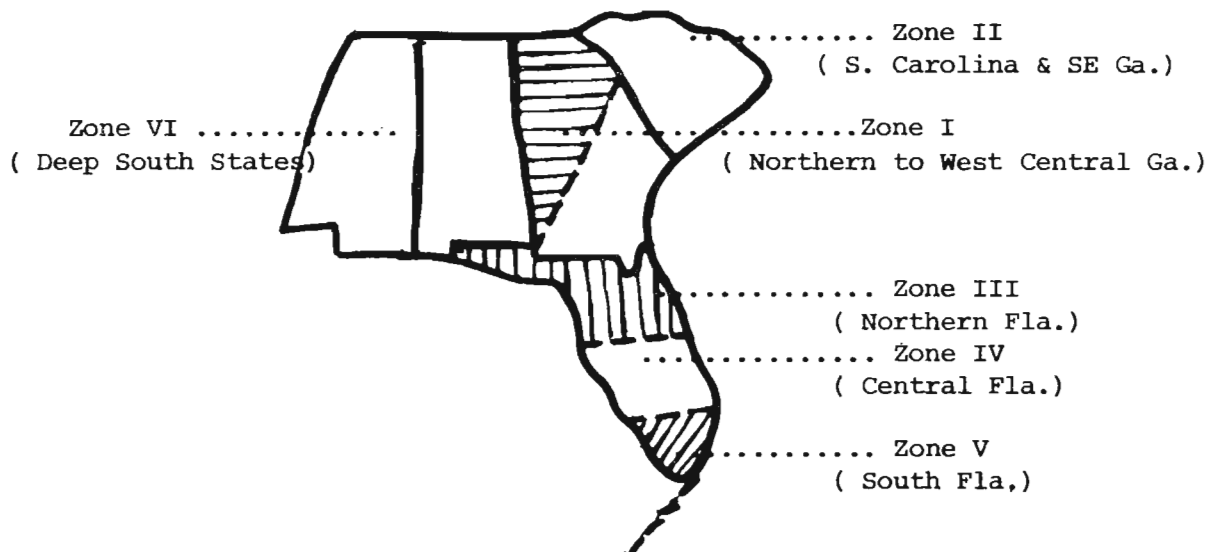 Zone II
( S. Carolina & SE Ga.)
Zone VI
( Deep South States)
Zone I
( Northern to West Central Ga.)
Zone III
( Northern Fla.)
Zone IV
( Central Fla.)
Zone V
( South Fla,)